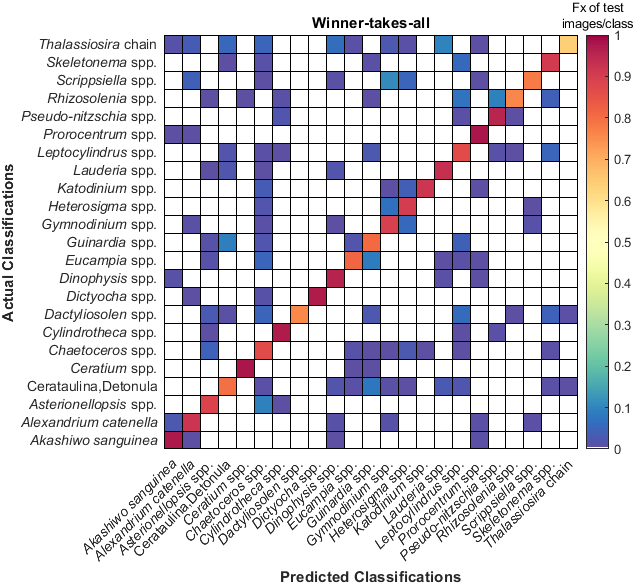 Winner-takes-all
Fx of test
images/class
Thalassiosira chain
Skeletonema spp.
Scrippsiella spp.
Rhizosolenia spp.
Pseudo-nitzschia spp.
Prorocentrum spp.
Leptocylindrus spp.
Lauderia spp.
Katodinium spp.
Heterosigma spp.
Gymnodinium spp.
Guinardia spp.
Eucampia spp.
Dinophysis spp.
Dictyocha spp.
Dactyliosolen spp.
Cylindrotheca spp.
Chaetoceros spp.
Ceratium spp.
Cerataulina,Detonula
Asterionellopsis spp.
Alexandrium catenella
Akashiwo sanguinea
Actual Classifications
1
0.9
0.8
0.7
0.6
0.5
0.4
0.3
0.2
0.1
0
Akashiwo sanguinea
Alexandrium catenella
Asterionellopsis spp.
Cerataulina,Detonula
Ceratium spp.
Chaetoceros spp.
Cylindrotheca spp.
Dactyliosolen spp.
Dictyocha spp.
Dinophysis spp.
Eucampia spp.
Guinardia spp.
Gymnodinium spp.
Heterosigma spp.
Katodinium spp.
Lauderia spp.
Leptocylindrus spp.
Prorocentrum spp.
Pseudo-nitzschia spp.
Rhizosolenia spp.
Scrippsiella spp.
Skeletonema spp.
Thalassiosira chain
Predicted Classifications